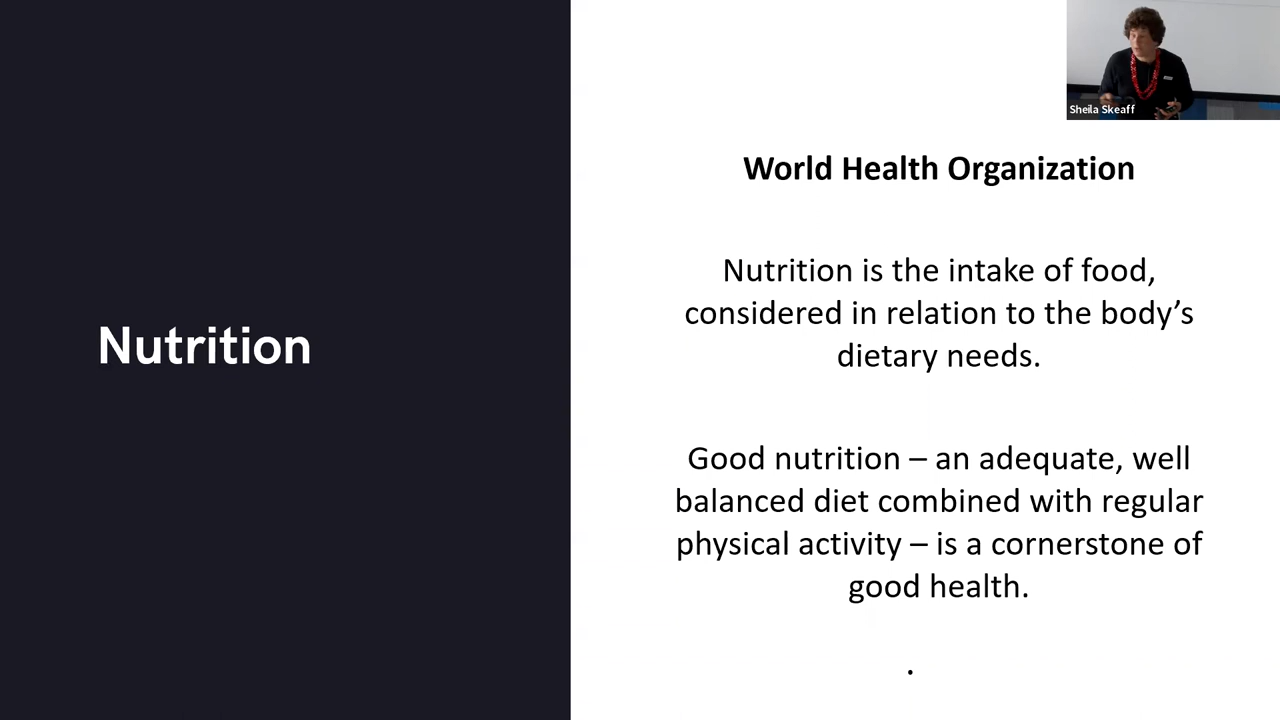 Sheila Skeaff
World Health Organization
Nutrition is the intake of food,
considered in relation to the body’s
dietary needs.
Nutrition
Good nutrition – an adequate, well
balanced diet combined with regular
physical activity – is a cornerstone of
good health.
.